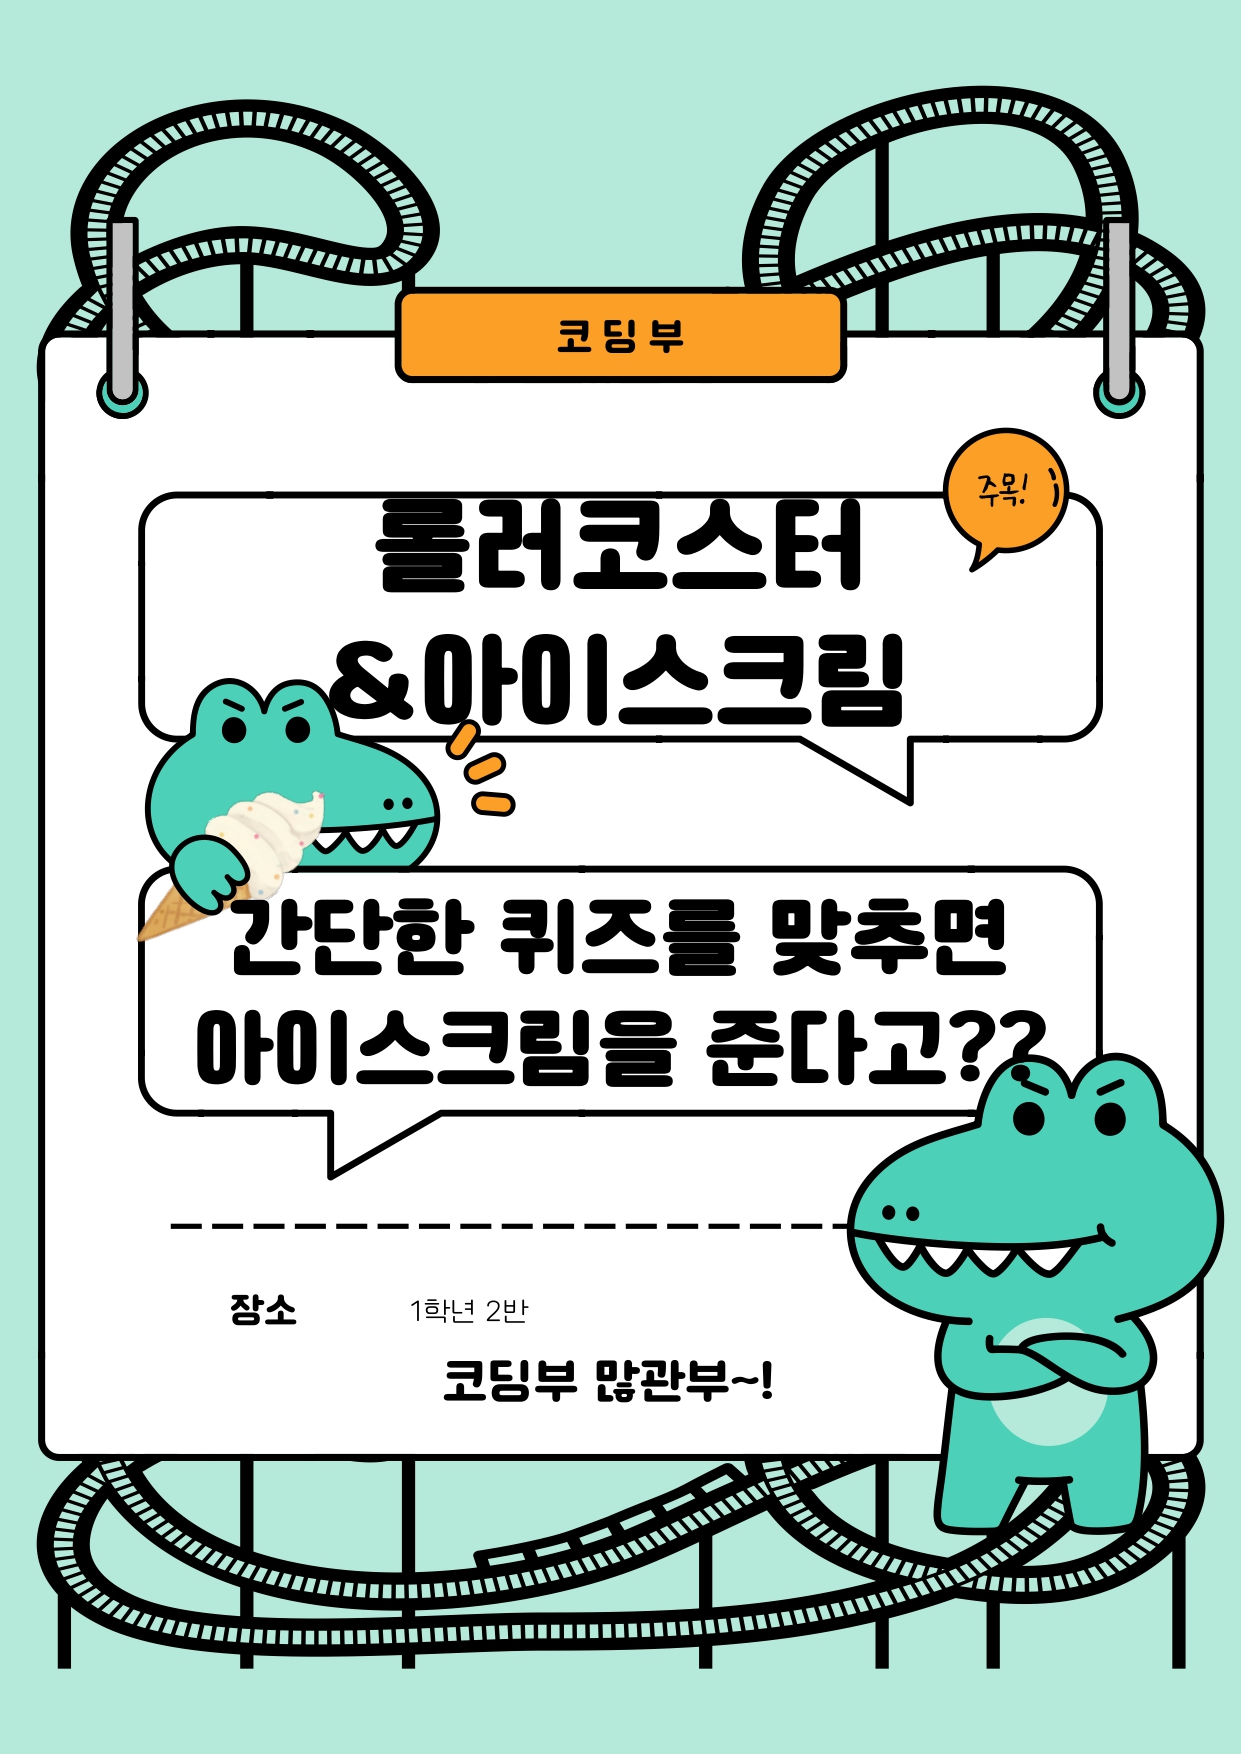 코딩부
주목!
롤러코스터
&아이스크림
간단한 퀴즈를 맞추면
아이스크림을 준다고??
장소 1학년 2반
코딩부 많관부~!